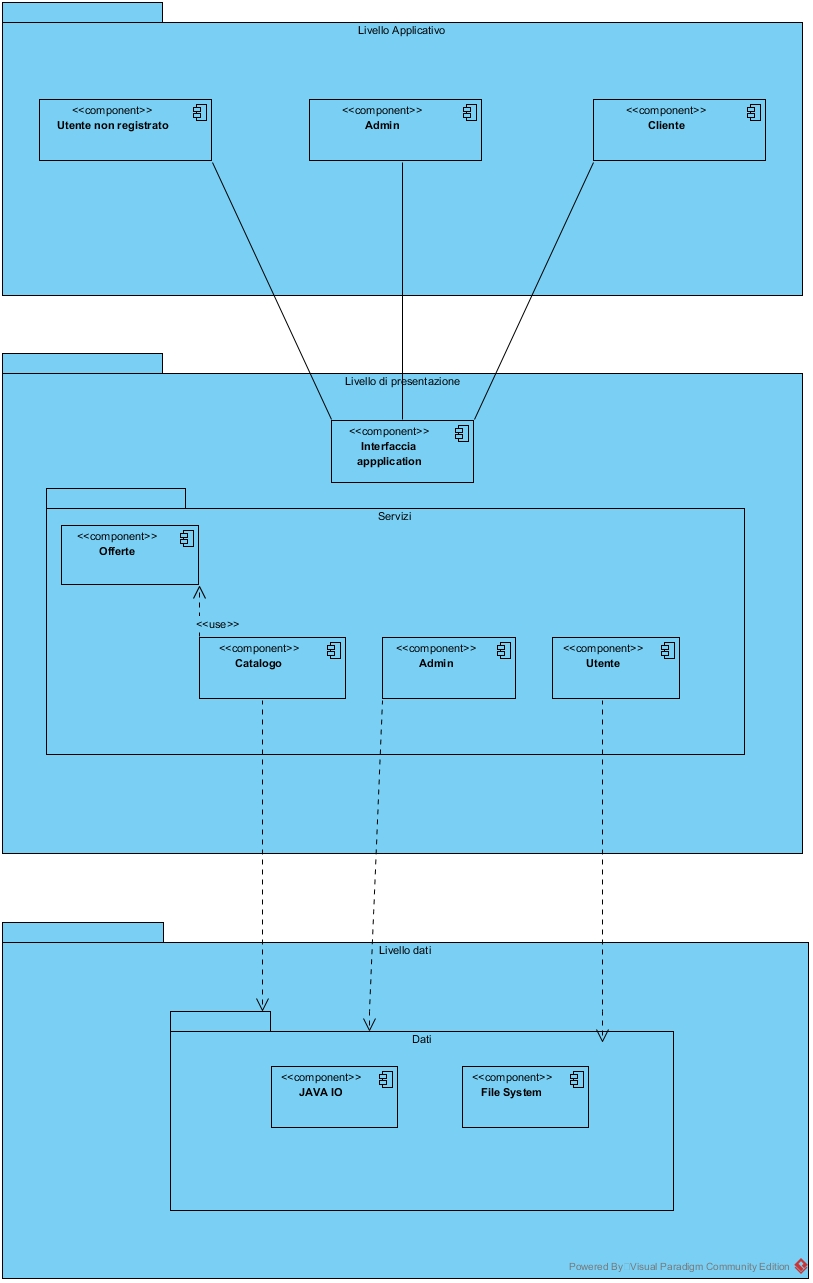 Livello Applicativo
<<component>>
Utente non registrato
<<component>>
Admin
<<component>>
Cliente
Livello di presentazione
<<component>>
Interfaccia
appplication
Servizi
<<component>>
Offerte
<<use>>
<<component>>
Catalogo
<<component>>
Admin
<<component>>
Utente
Livello dati
Dati
<<component>>
JAVA IO
<<component>>
File System
Powered By Visual Paradigm Community Edition